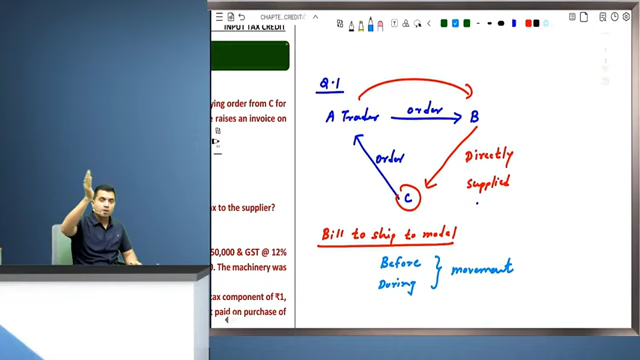 CHAPTE..CREDIT
INPUT TAX CREDIT
ying order from C for
e raises an invoice on
tax to the supplier?
50,000 & GST @ 12%
0. The machinery was
tax component of ₹1,
t paid on purchase of
Q.1
A Trader
order
B
order
Directly
supplied
C
Bill to ship to model
Before
During
movement